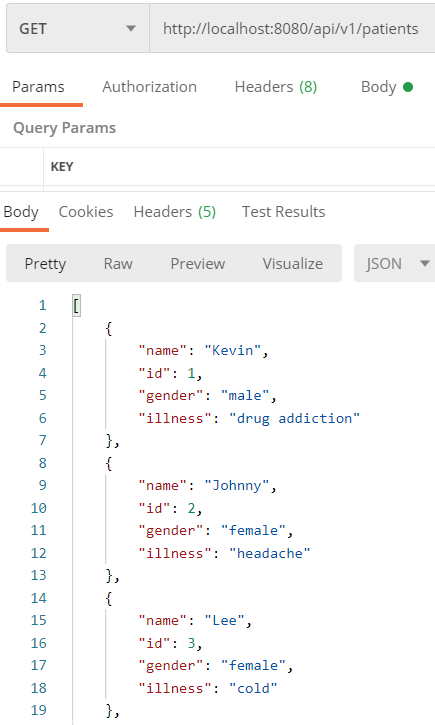 GET http://localhost:8080/api/v1/patients
Params Authorization Headers (8) Body
Query Params
KEY
Body Cookies Headers (5) Test Results
Pretty Raw Preview Visualize JSON
1 [
2 {
3 "name": "Kevin",
4 "id": 1,
5 "gender": "male",
6 "illness": "drug addiction"
7 },
8 {
9 "name": "Johnny",
10 "id": 2,
11 "gender": "female",
12 "illness": "headache"
13 },
14 {
15 "name": "Lee",
16 "id": 3,
17 "gender": "female",
18 "illness": "cold"
19 },